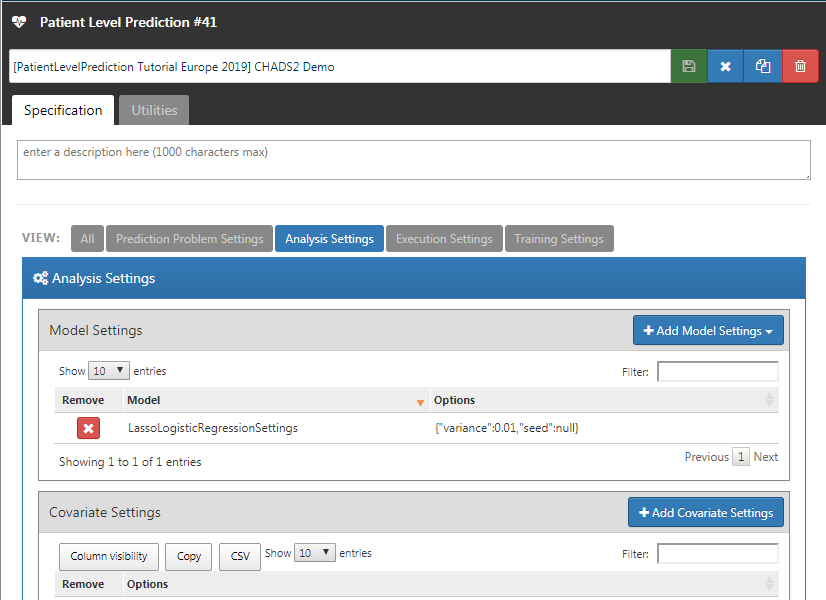 Patient Level Prediction #41
[PatientLevelPrediction Tutorial Europe 2019] CHADS2 Demo
Specification Utilities
enter a description here (1000 characters max)
VIEW: All Prediction Problem Settings Analysis Settings Execution Settings Training Settings
Analysis Settings
Model Settings Add Model Settings
Show 10 entries Filter:
Remove Model Options
LassoLogisticRegressionSettings {"variance":0.01,"seed":null}
Showing 1 to 1 of 1 entries Previous 1 Next
Covariate Settings Add Covariate Settings
Column visibility Copy CSV Show 10 entries Filter:
Remove Options